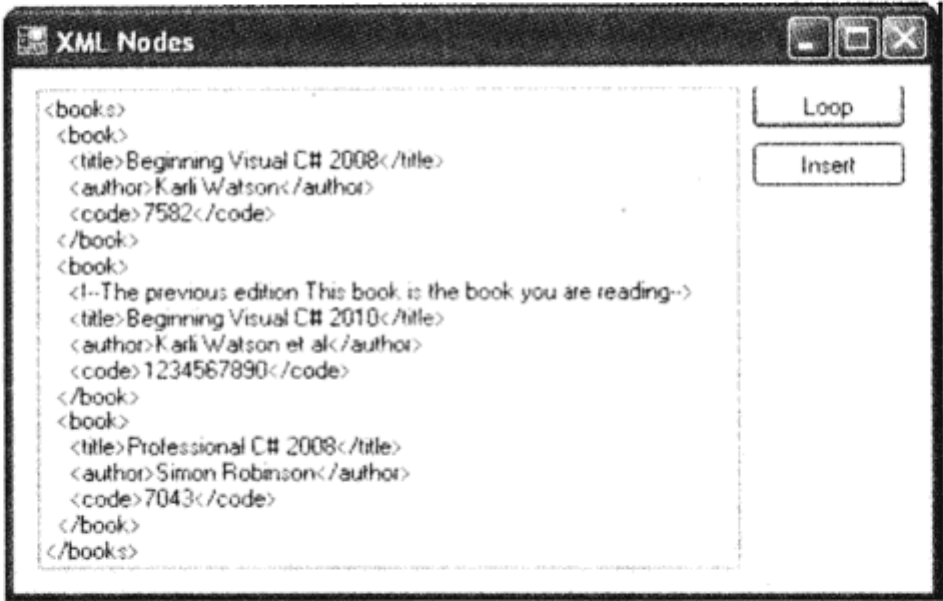 XML Nodes
<books>
<book>
<title>Beginning Visual C# 2008</title>
<author>Karli Watson</author>
<code>7582</code>
</book>
<book>
<!--The previous edition This book is the book you are reading-->
<title>Beginning Visual C# 2010</title>
<author>Karli Watson et al</author>
<code>1234567890</code>
</book>
<book>
<title>Professional C# 2008</title>
<author>Simon Robinson</author>
<code>7043</code>
</book>
</books>
Loop
Insert